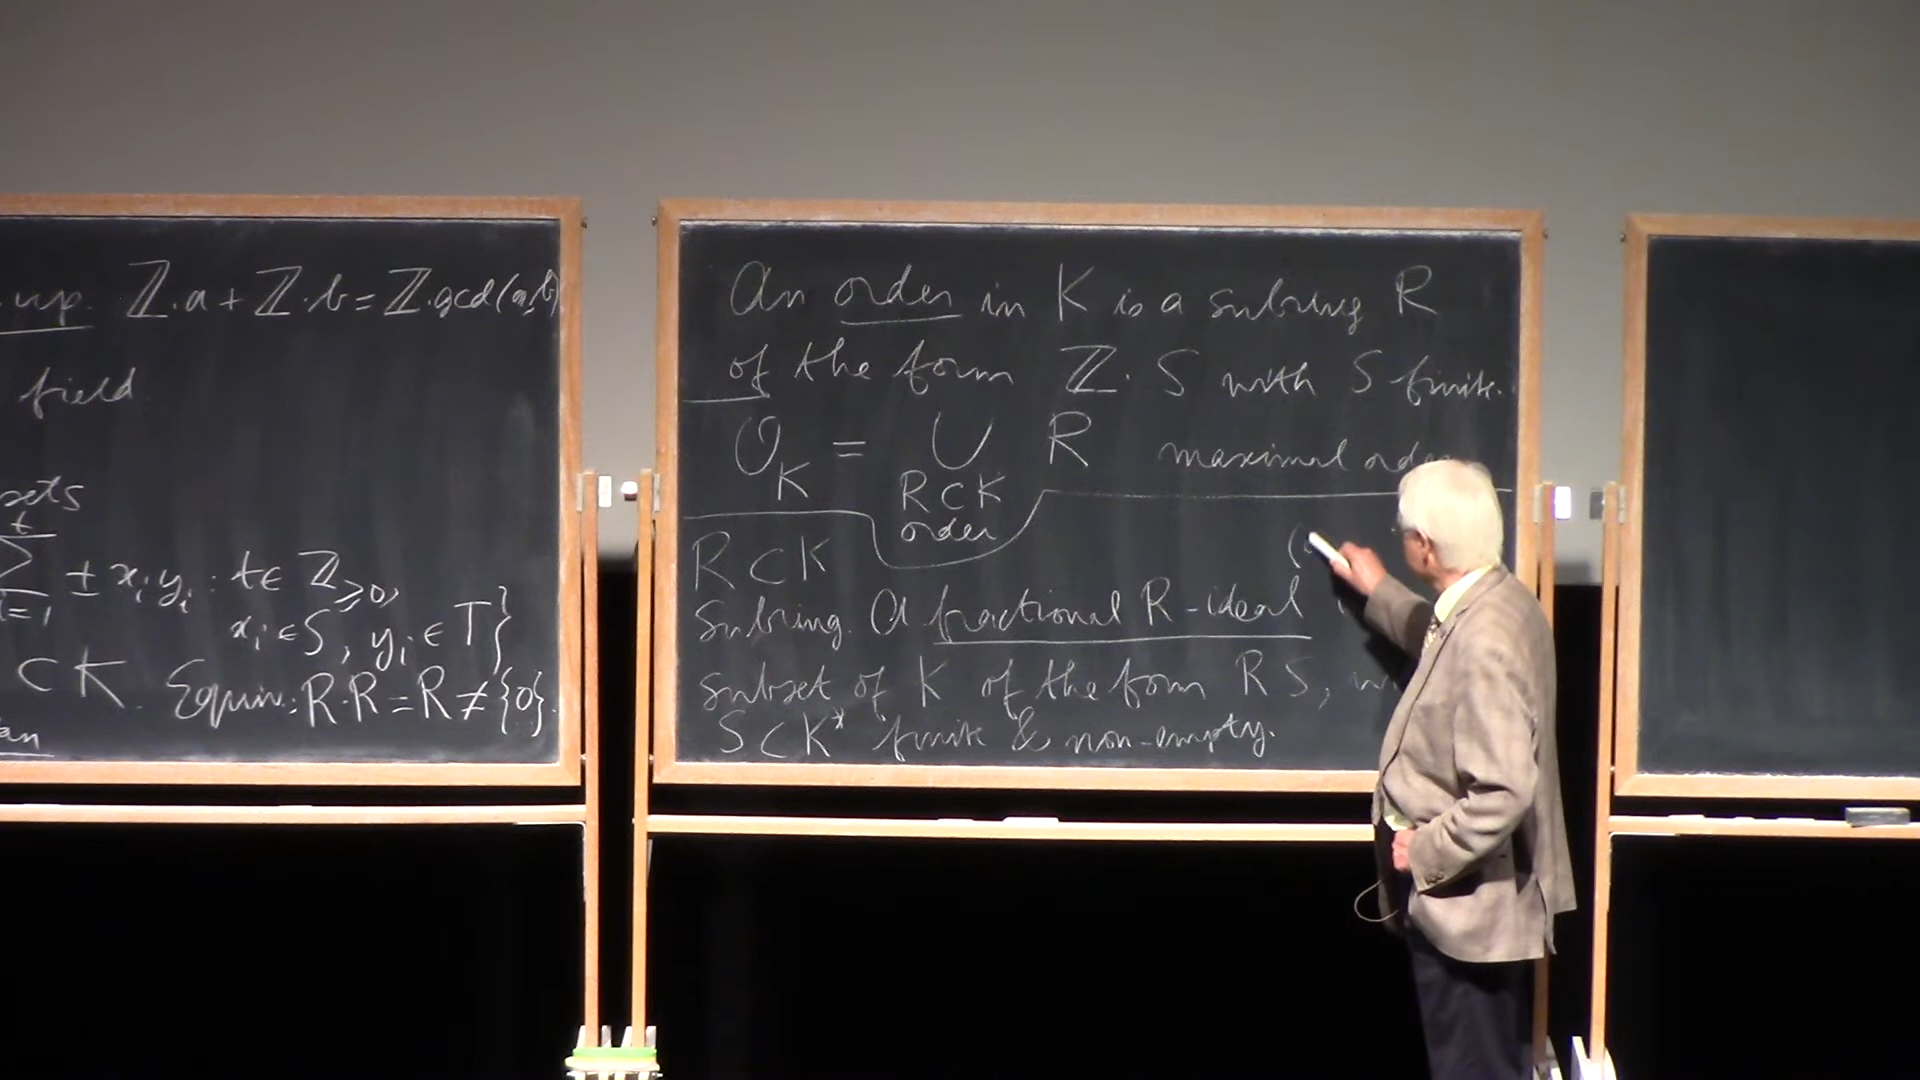 up. ℤ.a + ℤ.b = ℤ.gcd(a,b)
field
sets
t
∑ ± xᵢyᵢ : t ∈ ℤ≥0,
i=1
xᵢ ∈ S, yᵢ ∈ T}
⊂ K. Equiv.: R·R = R ≠ {0}.
An order in K is a subring R
of the form ℤ. S with S finite.
O_K = ∪ R maximal order
R ⊂ K
order
R ⊂ K
subring. A fractional R-ideal
subset of K of the form RS,
S ⊂ K* finite & non-empty.